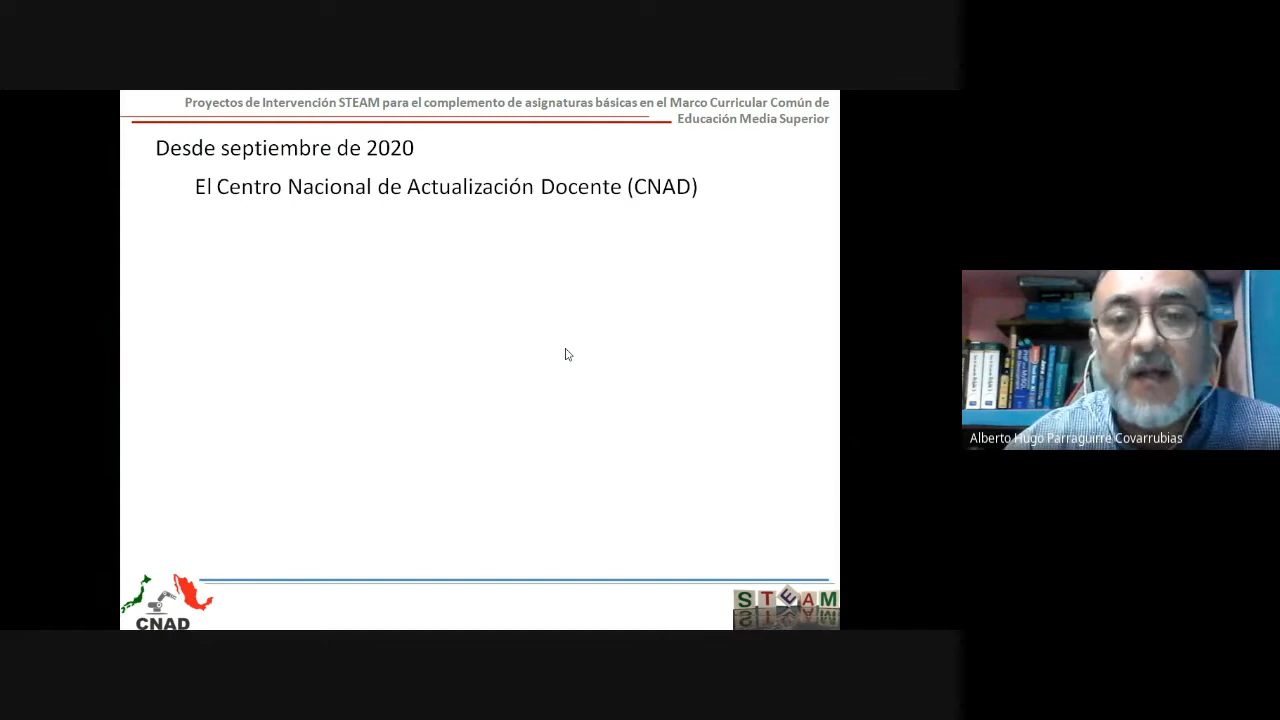 Proyectos de Intervención STEAM para el complemento de asignaturas básicas en el Marco Curricular Común de
Educación Media Superior
Desde septiembre de 2020
El Centro Nacional de Actualización Docente (CNAD)
Alberto Hugo Parraguirre Covarrubias
CNAD
STEAM